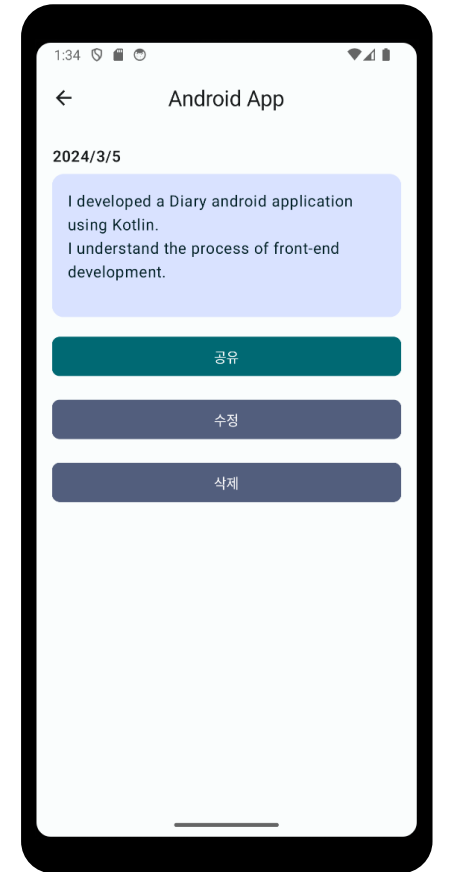 1:34
Android App
2024/3/5
I developed a Diary android application
using Kotlin.
I understand the process of front-end
development.
공유
수정
삭제